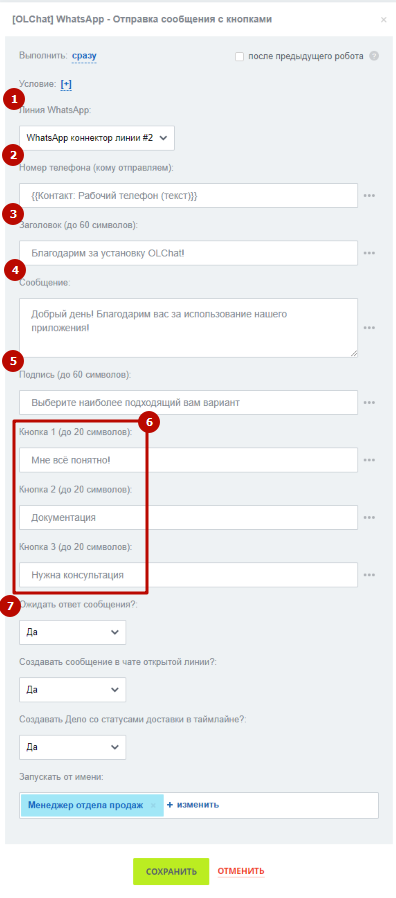 [OLChat] WhatsApp - Отправка сообщения с кнопками
Выполнить: сразу
после предыдущего робота ?
Условие: [+]
1
Линия WhatsApp:
WhatsApp коннектор линии #2
2
Номер телефона (кому отправляем):
{{Контакт: Рабочий телефон (текст)}}
3
Заголовок (до 60 символов):
Благодарим за установку OLChat!
4
Сообщение:
Добрый день! Благодарим вас за использование нашего
приложения!
5
Подпись (до 60 символов):
Выберите наиболее подходящий вам вариант
6
Кнопка 1 (до 20 символов):
Мне всё понятно!
Кнопка 2 (до 20 символов):
Документация
Кнопка 3 (до 20 символов):
Нужна консультация
7
Ожидать ответ сообщения?:
Да
Создавать сообщение в чате открытой линии?:
Да
Создавать Дело со статусами доставки в таймлайне?:
Да
Запускать от имени:
Менеджер отдела продаж × + изменить
СОХРАНИТЬ ОТМЕНИТЬ